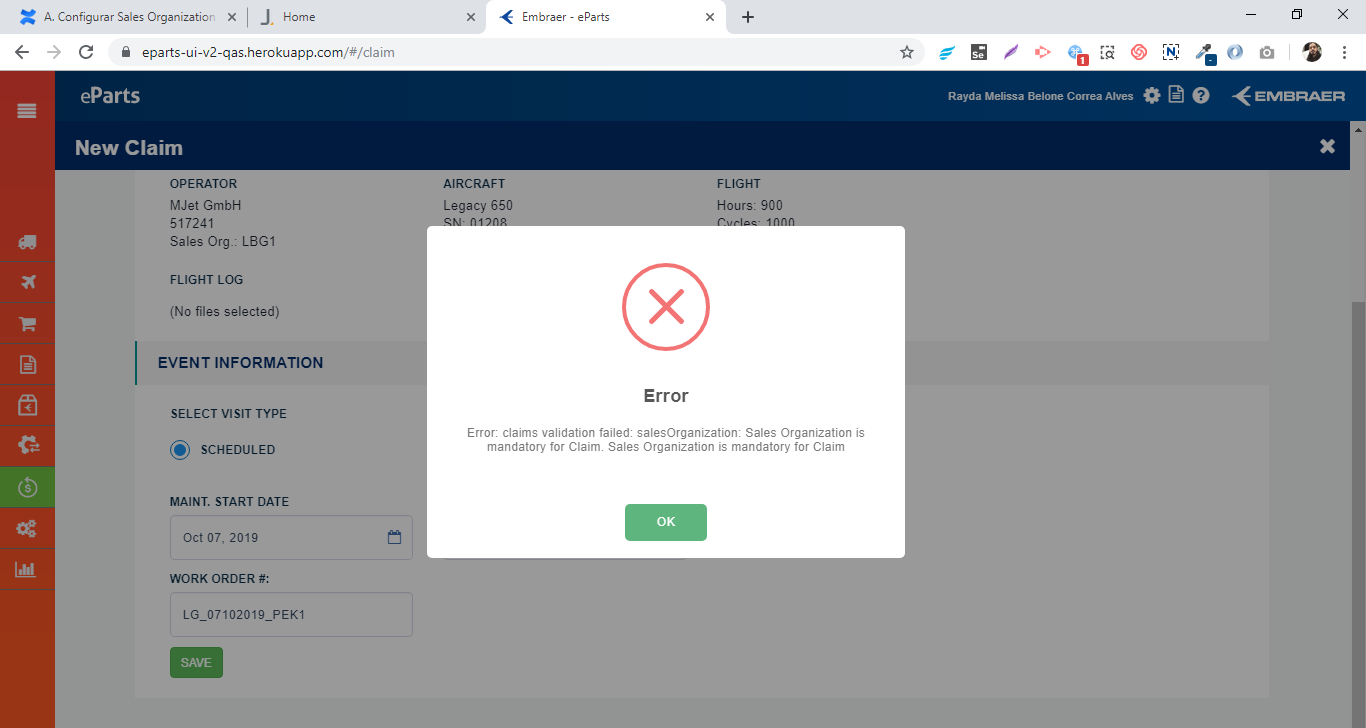 A. Configurar Sales Organization
Home
Embraer - eParts
eparts-ui-v2-qas.herokuapp.com/#/claim
Se
1
N
-
eParts
Rayda Melissa Belone Correa Alves
?
EMBRAER
New Claim
OPERATOR
MJet GmbH
517241
Sales Org.: LBG1
AIRCRAFT
Legacy 650
SN: 01208
FLIGHT
Hours: 900
Cycles: 1000
FLIGHT LOG
(No files selected)
EVENT INFORMATION
SELECT VISIT TYPE
SCHEDULED
MAINT. START DATE
Oct 07, 2019
WORK ORDER #:
LG_07102019_PEK1
SAVE
Error
Error: claims validation failed: salesOrganization: Sales Organization is
mandatory for Claim. Sales Organization is mandatory for Claim
OK